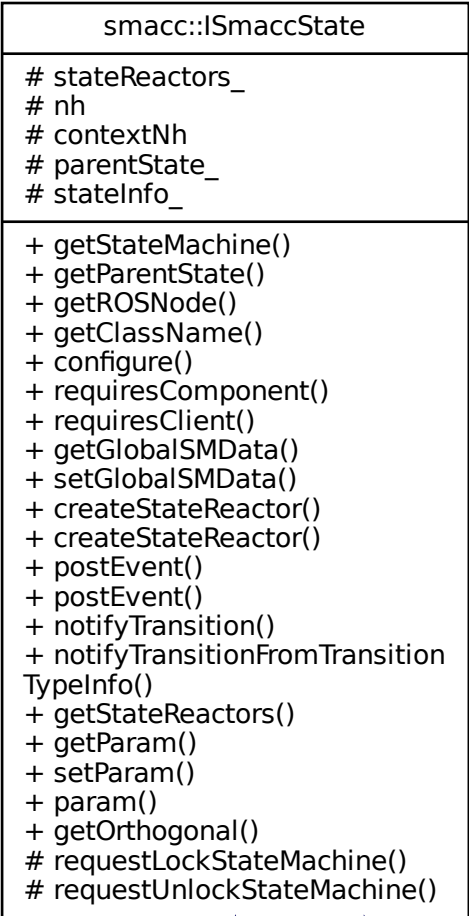 smacc::ISmaccState
# stateReactors_
# nh
# contextNh
# parentState_
# stateInfo_
+ getStateMachine()
+ getParentState()
+ getROSNode()
+ getClassName()
+ configure()
+ requiresComponent()
+ requiresClient()
+ getGlobalSMData()
+ setGlobalSMData()
+ createStateReactor()
+ createStateReactor()
+ postEvent()
+ postEvent()
+ notifyTransition()
+ notifyTransitionFromTransition
TypeInfo()
+ getStateReactors()
+ getParam()
+ setParam()
+ param()
+ getOrthogonal()
# requestLockStateMachine()
# requestUnlockStateMachine()